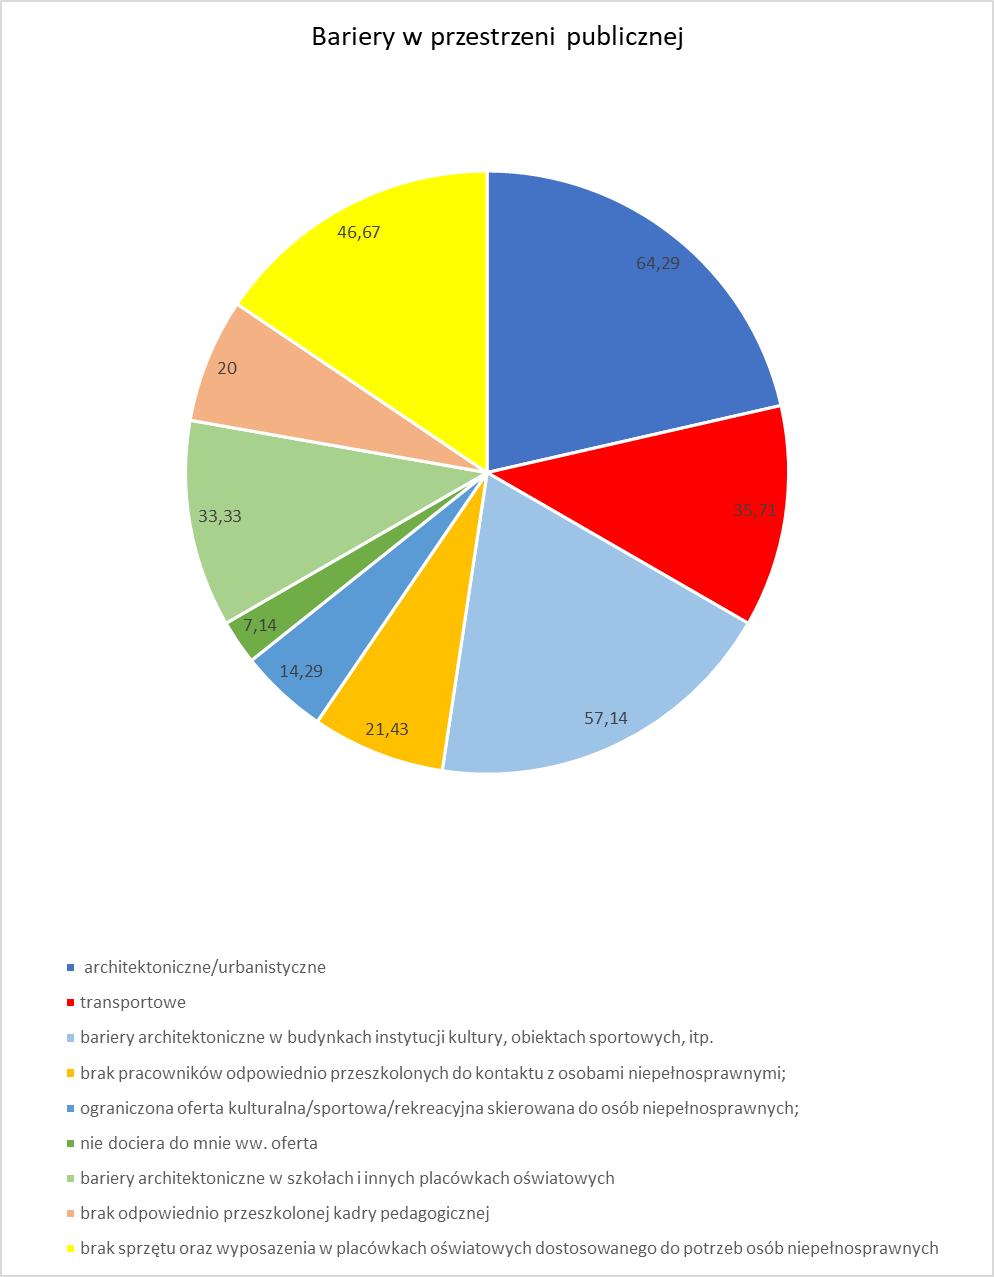 Bariery w przestrzeni publicznej
46,67
64,29
20
35,71
33,33
7,14
14,29
57,14
21,43
architektoniczne/urbanistyczne
transportowe
bariery architektoniczne w budynkach instytucji kultury, obiektach sportowych, itp.
brak pracowników odpowiednio przeszkolonych do kontaktu z osobami niepełnosprawnymi;
ograniczona oferta kulturalna/sportowa/rekreacyjna skierowana do osób niepełnosprawnych;
nie dociera do mnie ww. oferta
bariery architektoniczne w szkołach i innych placówkach oświatowych
brak odpowiednio przeszkolonej kadry pedagogicznej
brak sprzętu oraz wyposazenia w placówkach oświatowych dostosowanego do potrzeb osób niepełnosprawnych